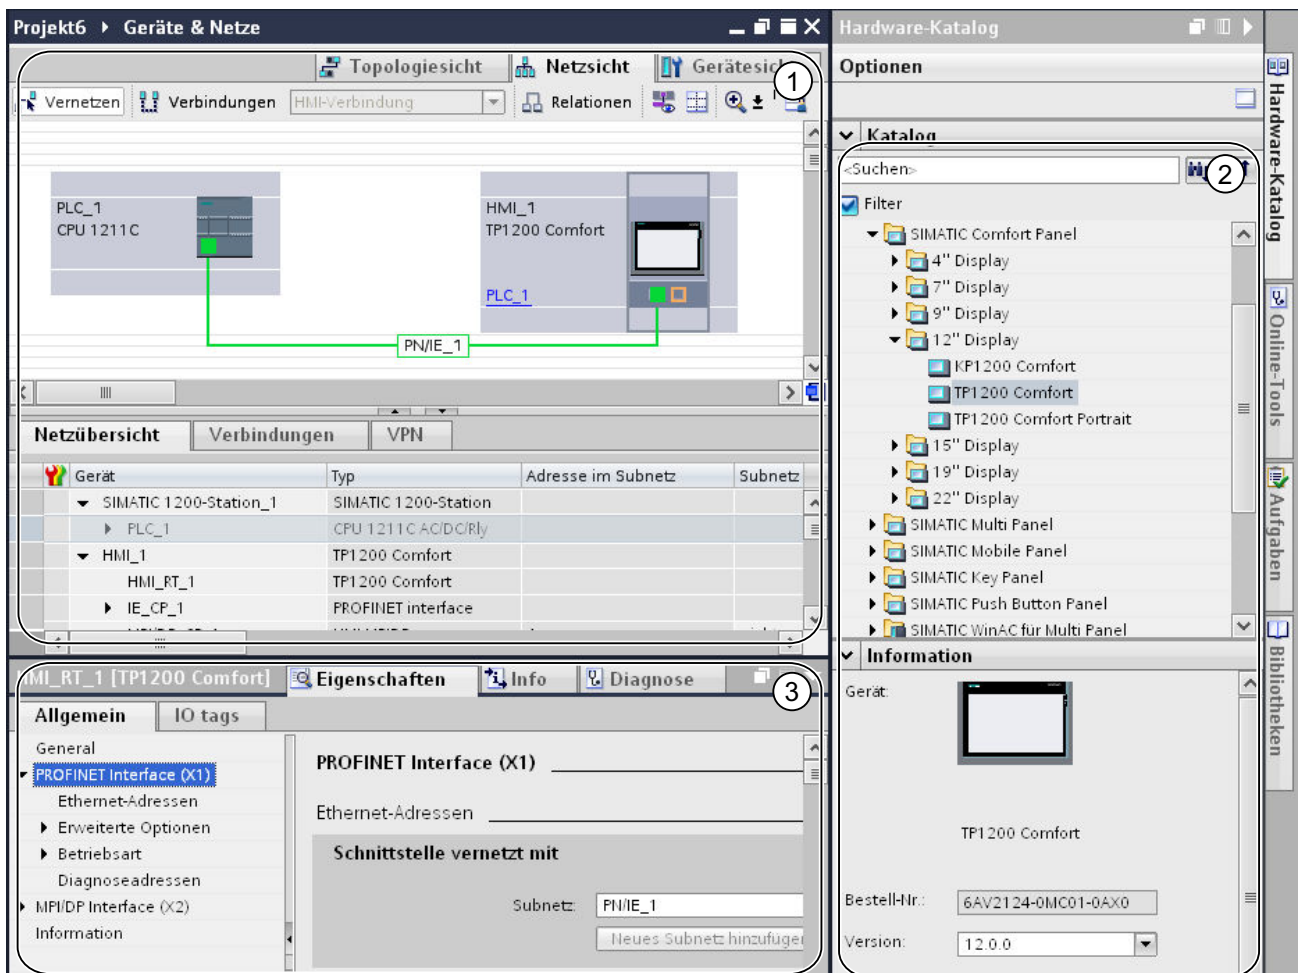 Projekt6 ▸ Geräte & Netze
Topologiesicht
Netzsicht
1
Vernetzen
Verbindungen
HMI-Verbindung
Relationen
PLC_1
CPU 1211C
HMI_1
TP1200 Comfort
PLC_1
PN/IE_1
Netzübersicht
Verbindungen
VPN
Gerät Typ Adresse im Subnetz Subnetz
SIMATIC 1200-Station_1 SIMATIC 1200-Station
PLC_1 CPU 1211C AC/DC/Rly
HMI_1 TP1200 Comfort
HMI_RT_1 TP1200 Comfort
IE_CP_1 PROFINET interface
HMI_RT_1 [TP1200 Comfort]
Eigenschaften
Info
Diagnose
3
Allgemein
IO tags
General
PROFINET Interface (X1)
Ethernet-Adressen
Erweiterte Optionen
Betriebsart
Diagnoseadressen
MPI/DP Interface (X2)
Information
PROFINET Interface (X1)
Ethernet-Adressen
Schnittstelle vernetzt mit
Subnetz: PN/IE_1
Neues Subnetz hinzufüge
Hardware-Katalog
Optionen
Katalog
<Suchen>
2
Filter
SIMATIC Comfort Panel
4'' Display
7'' Display
9'' Display
12'' Display
KP1200 Comfort
TP1200 Comfort
TP1200 Comfort Portrait
15'' Display
19'' Display
22'' Display
SIMATIC Multi Panel
SIMATIC Mobile Panel
SIMATIC Key Panel
SIMATIC Push Button Panel
SIMATIC WinAC für Multi Panel
Information
Gerät:
TP1200 Comfort
Bestell-Nr.: 6AV2124-0MC01-0AX0
Version: 12.0.0
Hardware-Katalog
Online-Tools
Aufgaben
Bibliotheken